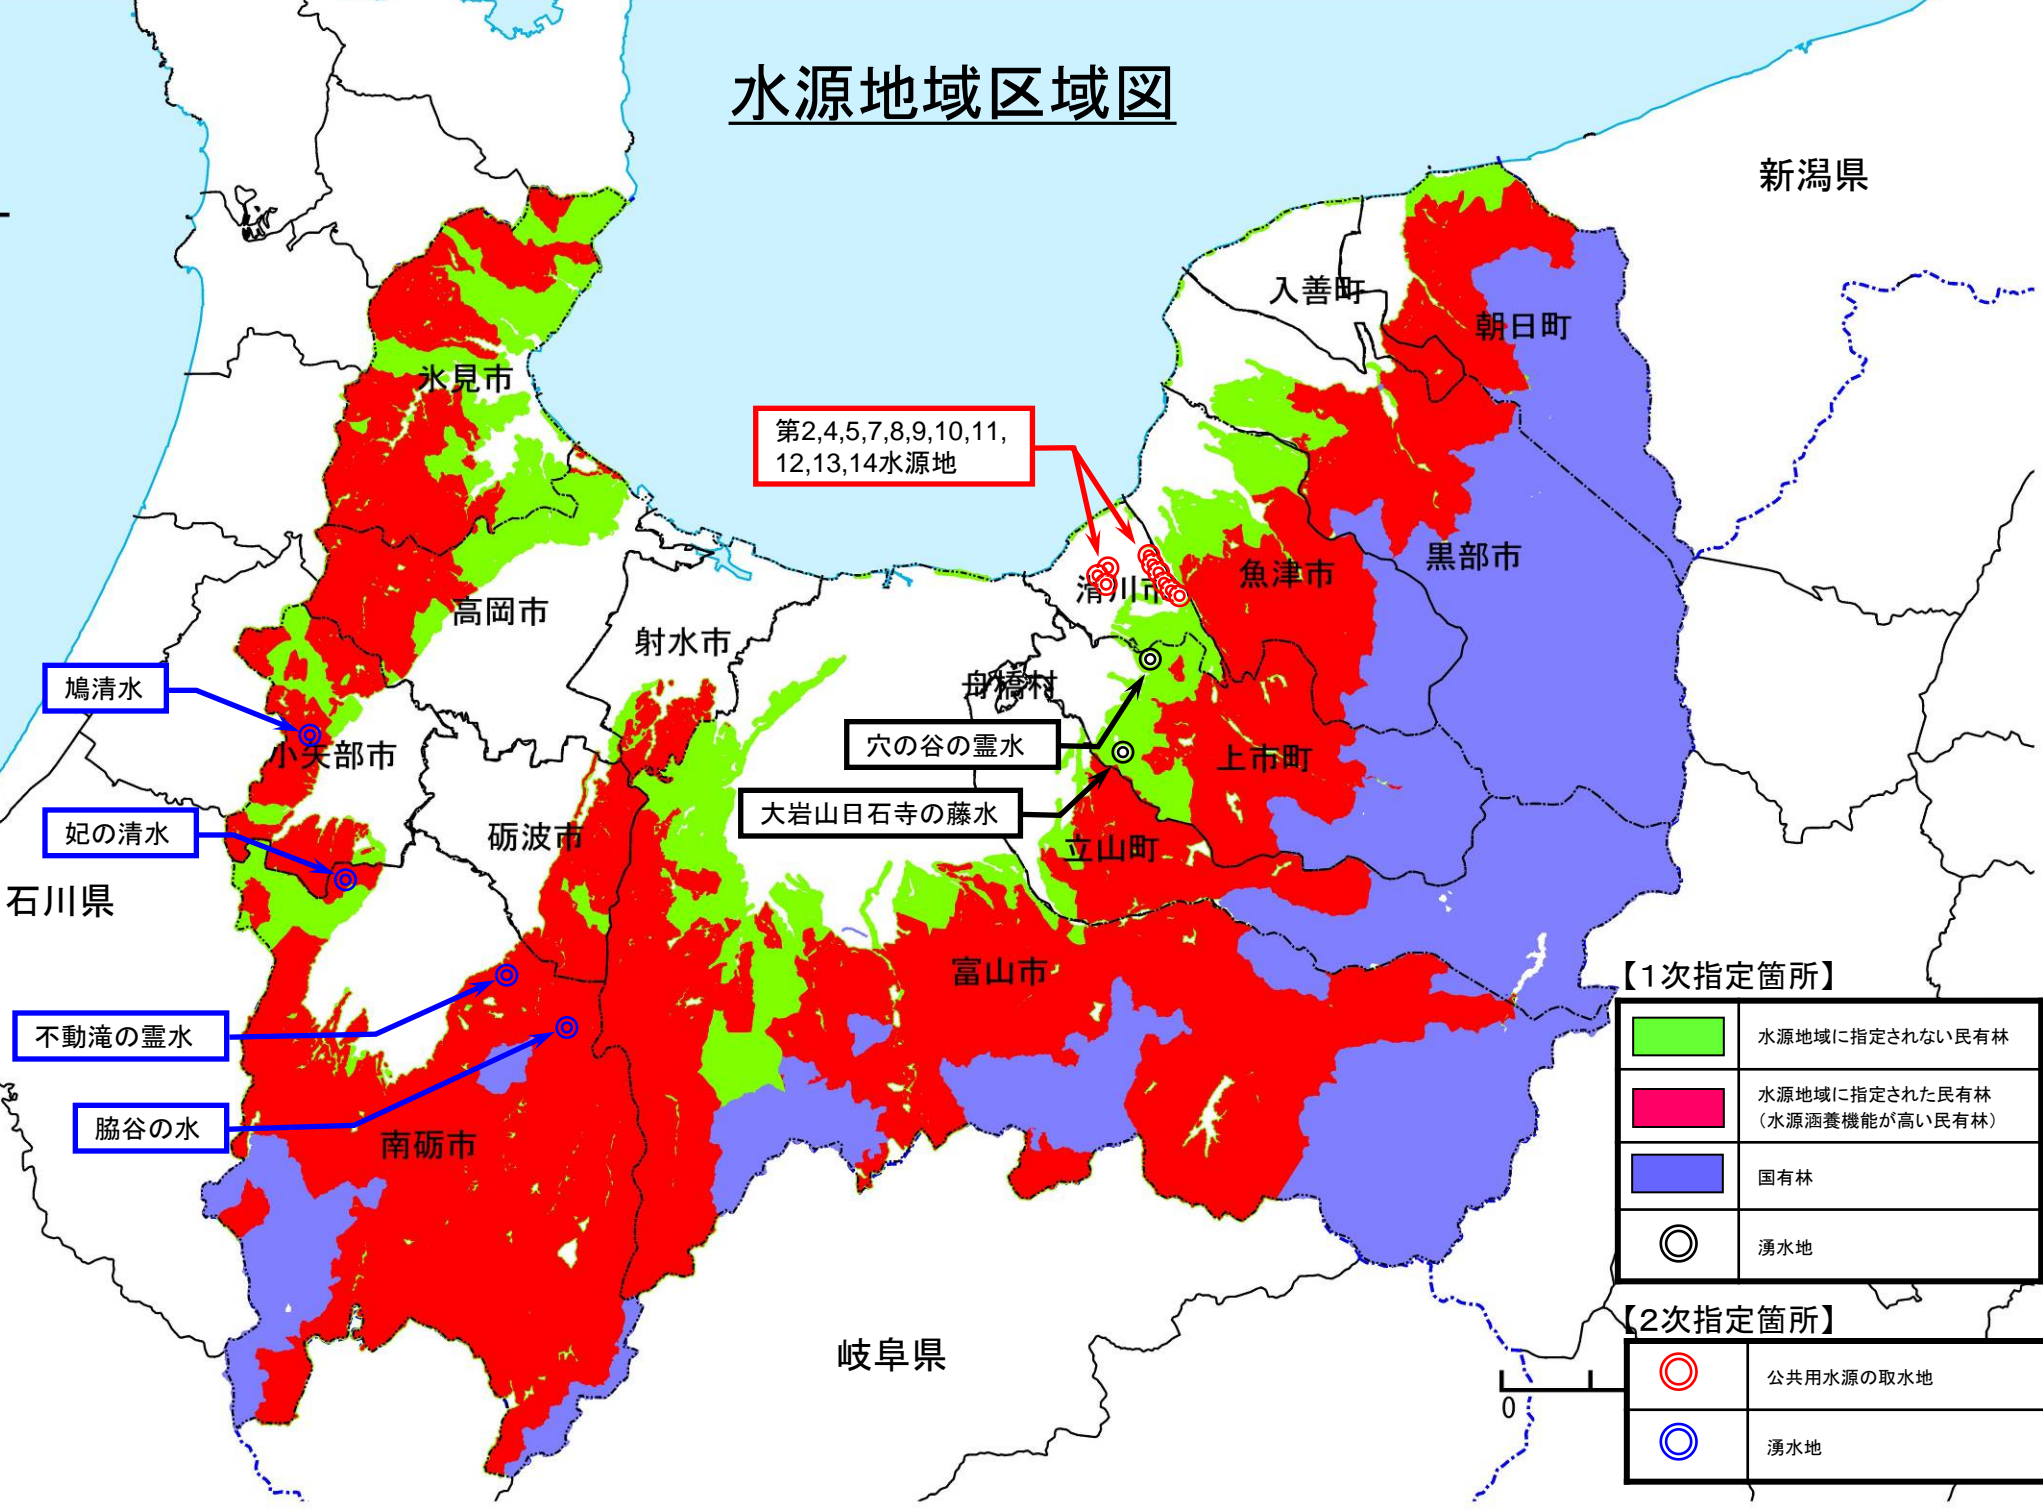 水源地域区域図
新潟県
入善町
朝日町
氷見市
第2,4,5,7,8,9,10,11,
12,13,14水源地
黒部市
魚津市
滑川市
高岡市
射水市
舟橋村
鳩清水
小矢部市
穴の谷の霊水
上市町
大岩山日石寺の藤水
妃の清水
砺波市
立山町
石川県
富山市
不動滝の霊水
脇谷の水
南砺市
岐阜県
【1次指定箇所】
水源地域に指定されない民有林
水源地域に指定された民有林
（水源涵養機能が高い民有林）
国有林
湧水地
【2次指定箇所】
公共用水源の取水地
湧水地
0